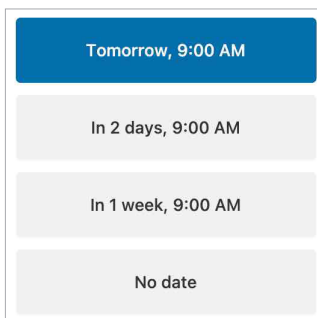 Tomorrow, 9:00 AM
In 2 days, 9:00 AM
In 1 week, 9:00 AM
No date